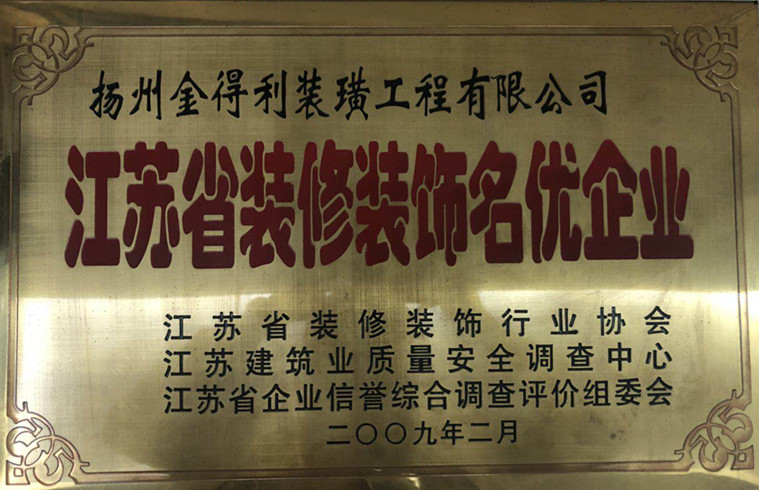 扬州金得利装璜工程有限公司
江苏省装修装饰名优企业
江苏省装修装饰行业协会
江苏建筑业质量安全调查中心
江苏省企业信誉综合调查评价组委会
二〇〇九年二月